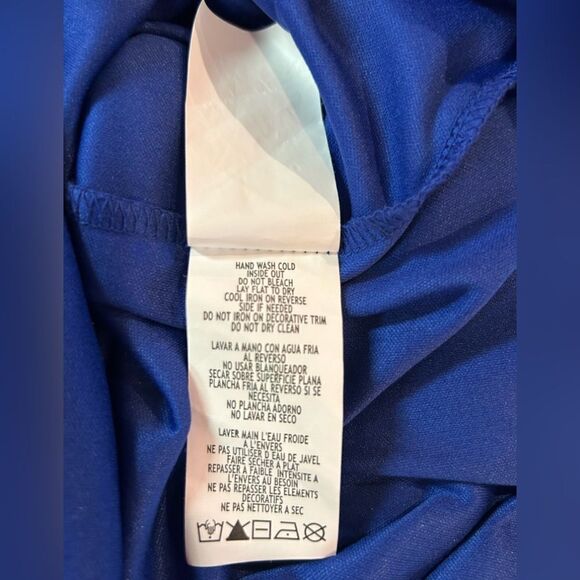 HAND WASH COLD
INSIDE OUT
DO NOT BLEACH
LAY FLAT TO DRY
COOL IRON ON REVERSE
SIDE IF NEEDED
DO NOT IRON ON DECORATIVE TRIM
DO NOT DRY CLEAN
LAVAR A MANO CON AGUA FRIA
AL REVERSO
NO USAR BLANQUEADOR
SECAR SOBRE SUPERFICIE PLANA
PLANCHA FRIA AL REVERSO SI SE
NECESITA
NO PLANCHA ADORNO
NO LAVAR EN SECO
LAVER MAIN L'EAU FROIDE
A L'ENVERS
NE PAS UTILISER D'EAU DE JAVEL
FAIRE SECHER A PLAT
REPASSER A FAIBLE INTENSITE A
L'ENVERS AU BESOIN
NE PAS REPASSER LES ELEMENTS
DECORATIFS
NE PAS NETTOYER A SEC